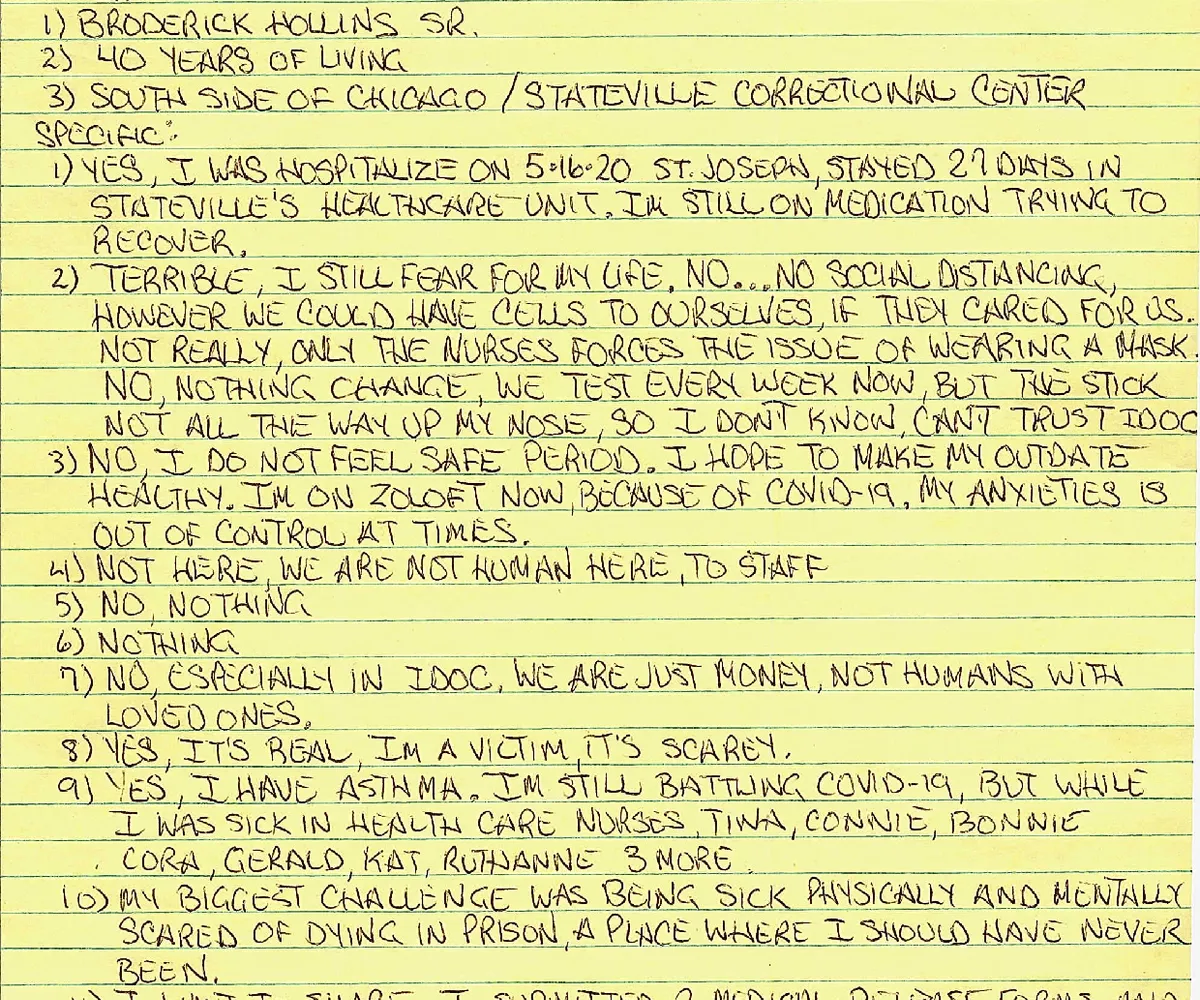 1) BRODERICK HOLLINS SR.
2) 40 YEARS OF LIVING
3) SOUTH SIDE OF CHICAGO / STATEVILLE CORRECTIONAL CENTER
SPECIFIC:
1) YES, I WAS HOSPITALIZE ON 5-16-20 ST. JOSEPH, STAYED 27 DAYS IN
STATEVILLE'S HEALTHCARE UNIT. IM STILL ON MEDICATION TRYING TO
RECOVER.
2) TERRIBLE, I STILL FEAR FOR MY LIFE. NO...NO SOCIAL DISTANCING,
HOWEVER WE COULD HAVE CELLS TO OURSELVES, IF THEY CARED FOR US.
NOT REALLY, ONLY THE NURSES FORCES THE ISSUE OF WEARING A MASK.
NO, NOTHING CHANGE, WE TEST EVERY WEEK NOW, BUT THE STICK
NOT ALL THE WAY UP MY NOSE, SO I DON'T KNOW, CAN'T TRUST IDOC
3) NO, I DO NOT FEEL SAFE PERIOD. I HOPE TO MAKE MY OUTDATE
HEALTHY. IM ON ZOLOFT NOW, BECAUSE OF COVID-19. MY ANXIETIES IS
OUT OF CONTROL AT TIMES.
4) NOT HERE, WE ARE NOT HUMAN HERE, TO STAFF
5) NO, NOTHING
6) NOTHING
7) NO, ESPECIALLY IN IDOC. WE ARE JUST MONEY, NOT HUMANS WITH
LOVED ONES.
8) YES, IT'S REAL, IM A VICTIM, IT'S SCAREY.
9) YES, I HAVE ASTHMA. IM STILL BATTLING COVID-19, BUT WHILE
I WAS SICK IN HEALTH CARE NURSES, TINA, CONNIE, BONNIE
CORA, GERALD, KAT, RUTHANNE 3 MORE
10) MY BIGGEST CHALLENGE WAS BEING SICK PHYSICALLY AND MENTALLY
SCARED OF DYING IN PRISON, A PLACE WHERE I SHOULD HAVE NEVER
BEEN.